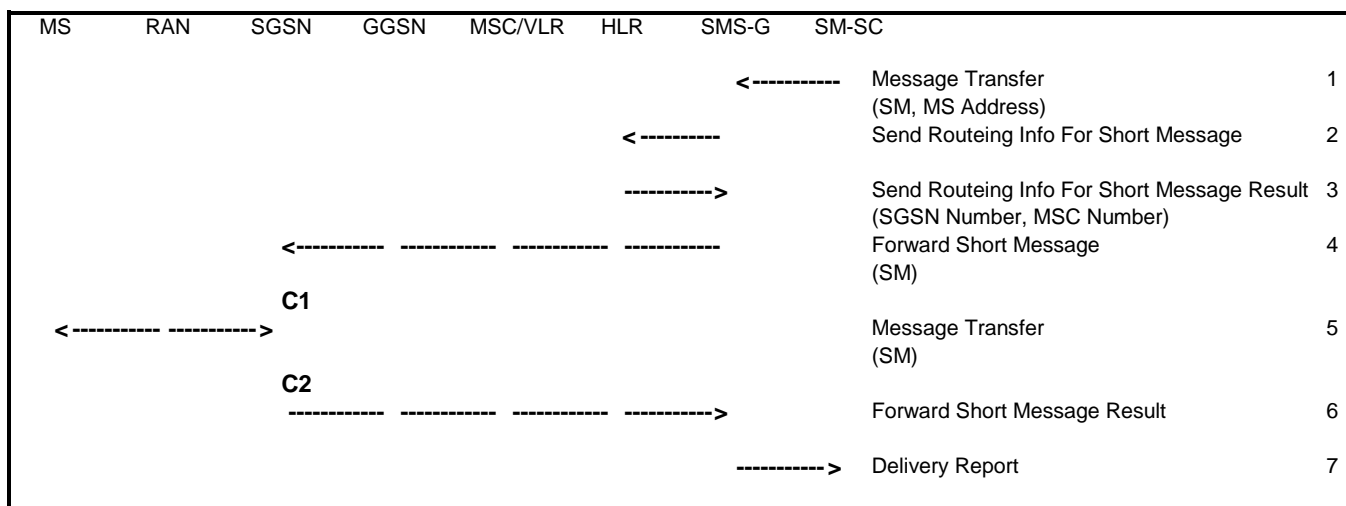 MS RAN SGSN GGSN MSC/VLR HLR SMS-G SM-SC
Message Transfer 1
(SM, MS Address)
Send Routeing Info For Short Message 2
Send Routeing Info For Short Message Result 3
(SGSN Number, MSC Number)
Forward Short Message 4
(SM)
C1
Message Transfer 5
(SM)
C2
Forward Short Message Result 6
Delivery Report 7